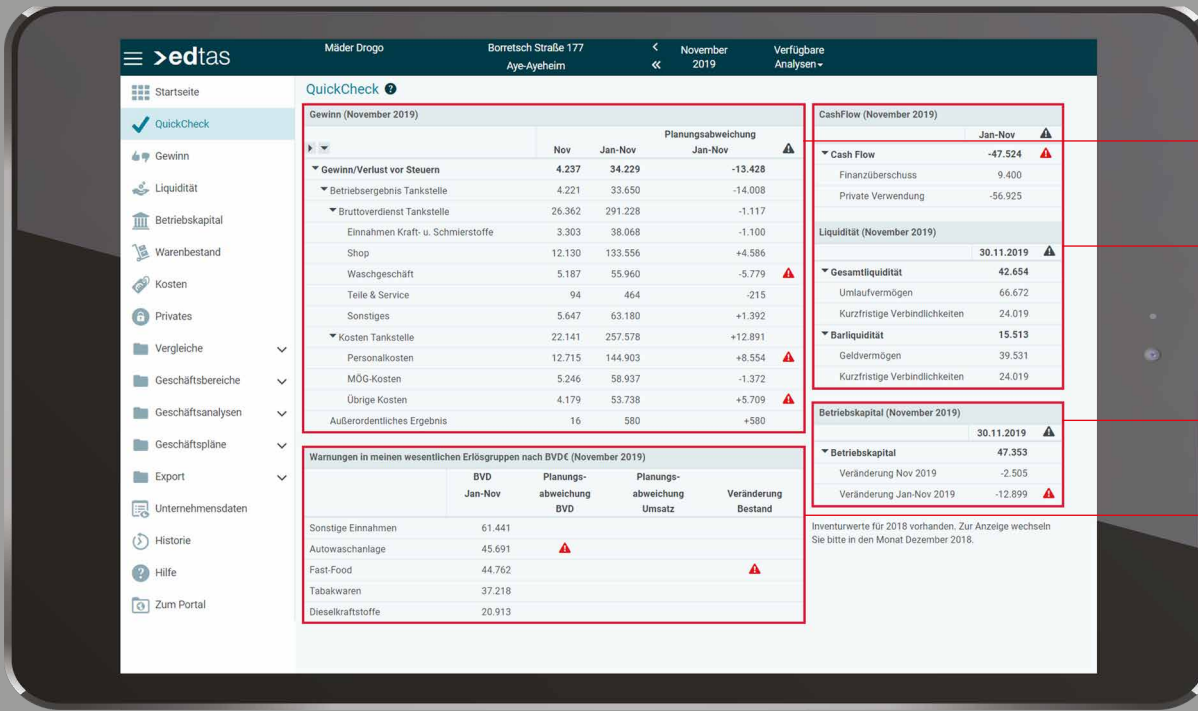 >edtas
Mäder Drogo
Borretsch Straße 177
Aye-Ayeheim
November
2019
Verfügbare
Analysen
Startseite
QuickCheck
Gewinn
Liquidität
Betriebskapital
Warenbestand
Kosten
Privates
Vergleiche
Geschäftsbereiche
Geschäftsanalysen
Geschäftspläne
Export
Unternehmensdaten
Historie
Hilfe
Zum Portal
QuickCheck
Gewinn (November 2019)
Planungsabweichung
Nov Jan-Nov Jan-Nov
Gewinn/Verlust vor Steuern 4.237 34.229 -13.428
Betriebsergebnis Tankstelle 4.221 33.650 -14.008
Bruttoverdienst Tankstelle 26.362 291.228 -1.117
Einnahmen Kraft- u. Schmierstoffe 3.303 38.068 -1.100
Shop 12.130 133.556 +4.586
Waschgeschäft 5.187 55.960 -5.779
Teile & Service 94 464 -215
Sonstiges 5.647 63.180 +1.392
Kosten Tankstelle 22.141 257.578 +12.891
Personalkosten 12.715 144.903 +8.554
MÖG-Kosten 5.246 58.937 -1.372
Übrige Kosten 4.179 53.738 +5.709
Außerordentliches Ergebnis 16 580 +580
Warnungen in meinen wesentlichen Erlösgruppen nach BVD€ (November 2019)
BVD Planungs- Planungs-
Jan-Nov abweichung abweichung Veränderung
BVD Umsatz Bestand
Sonstige Einnahmen 61.441
Autowaschanlage 45.691
Fast-Food 44.762
Tabakwaren 37.218
Dieselkraftstoffe 20.913
CashFlow (November 2019)
Jan-Nov
Cash Flow -47.524
Finanzüberschuss 9.400
Private Verwendung -56.925
Liquidität (November 2019)
30.11.2019
Gesamtliquidität 42.654
Umlaufvermögen 66.672
Kurzfristige Verbindlichkeiten 24.019
Barliquidität 15.513
Geldvermögen 39.531
Kurzfristige Verbindlichkeiten 24.019
Betriebskapital (November 2019)
30.11.2019
Betriebskapital 47.353
Veränderung Nov 2019 -2.505
Veränderung Jan-Nov 2019 -12.899
Inventurwerte für 2018 vorhanden. Zur Anzeige wechseln
Sie bitte in den Monat Dezember 2018.